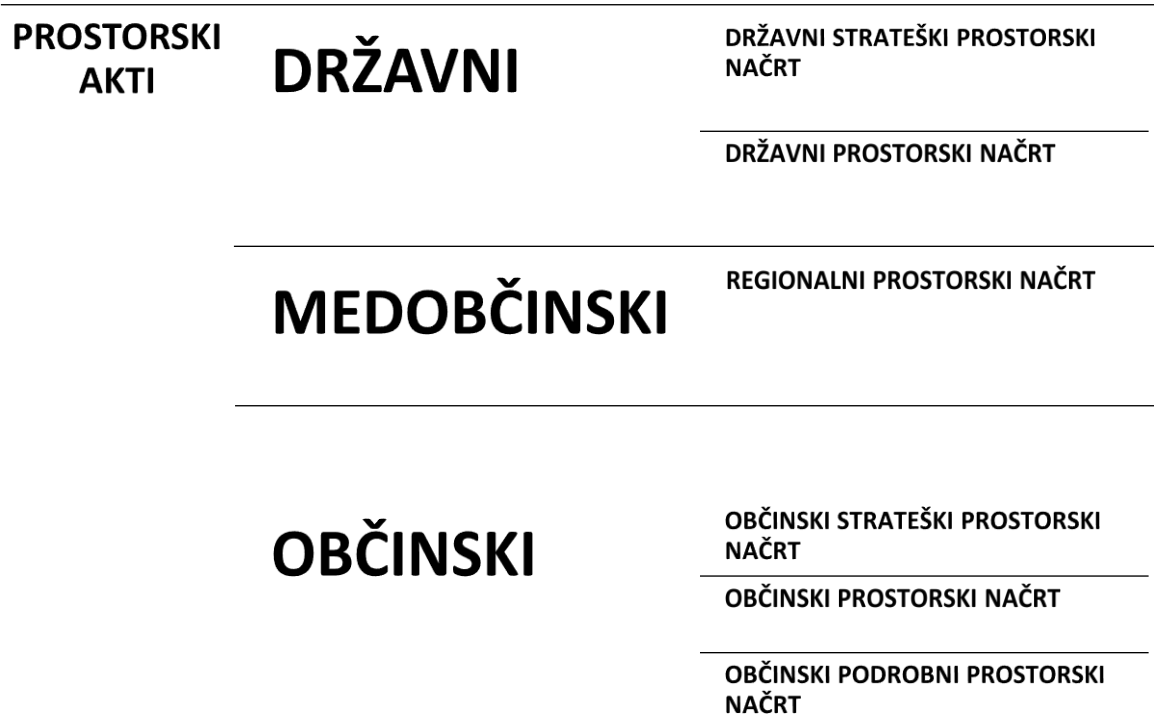 PROSTORSKI
AKTI
DRŽAVNI
DRŽAVNI STRATEŠKI PROSTORSKI
NAČRT
DRŽAVNI PROSTORSKI NAČRT
MEDOBČINSKI
REGIONALNI PROSTORSKI NAČRT
OBČINSKI
OBČINSKI STRATEŠKI PROSTORSKI
NAČRT
OBČINSKI PROSTORSKI NAČRT
OBČINSKI PODROBNI PROSTORSKI
NAČRT